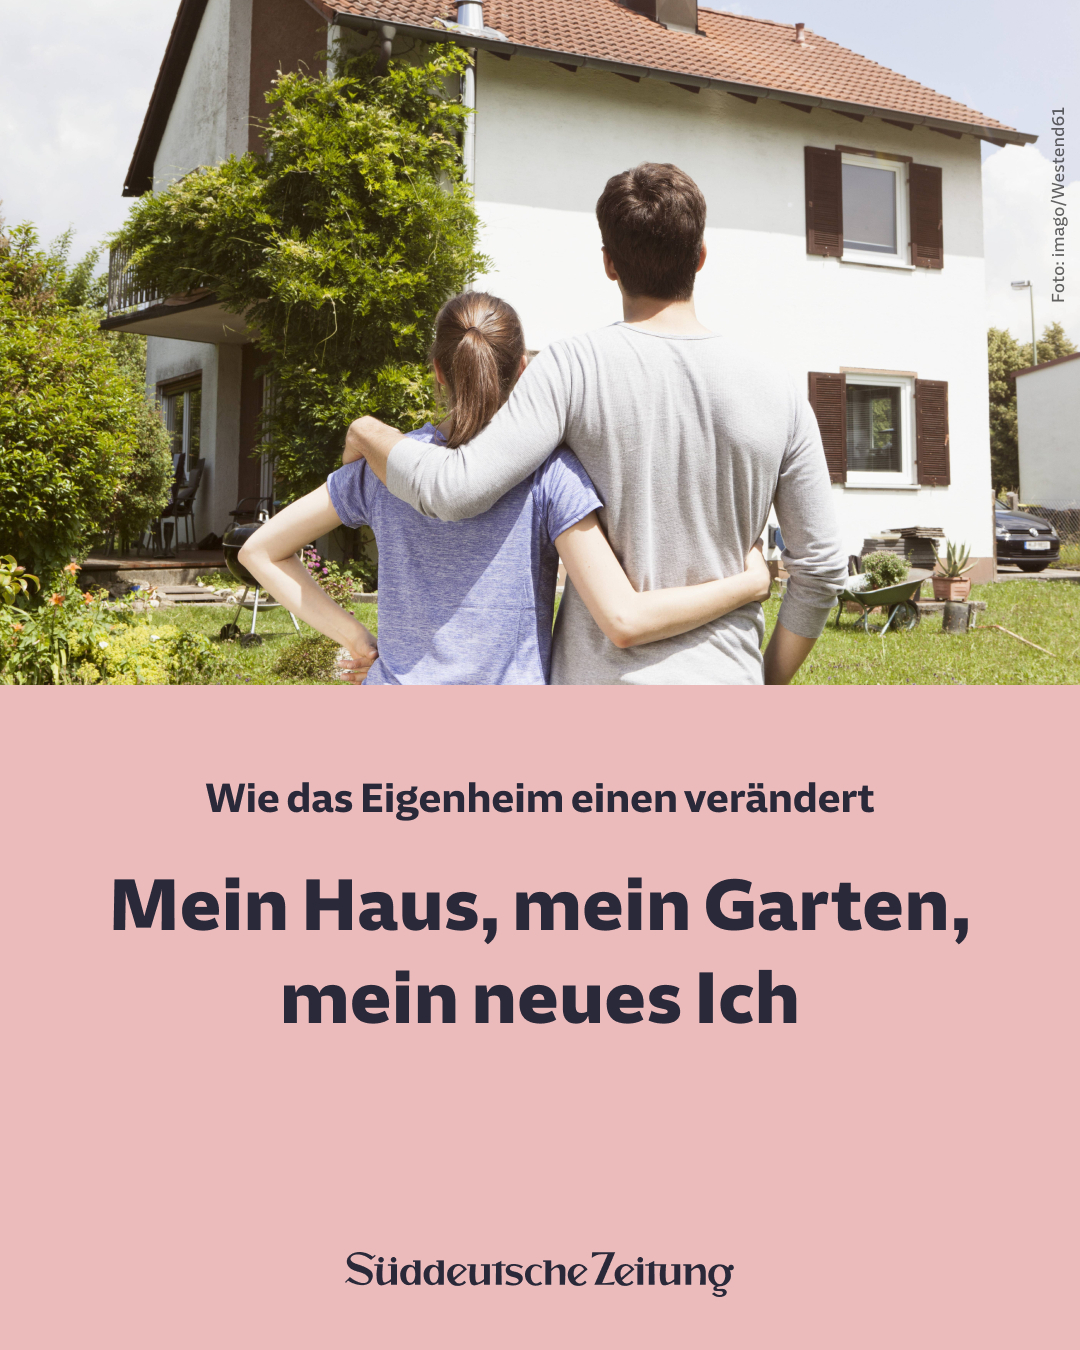 Foto: imago/Westend61
Wie das Eigenheim einen verändert
Mein Haus, mein Garten,
mein neues Ich
Süddeutsche Zeitung